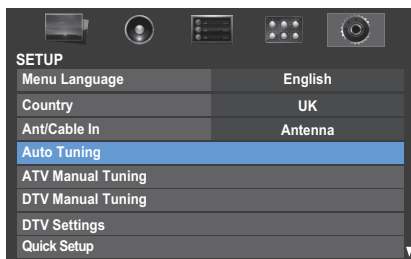 SETUP
Menu Language English
Country UK
Ant/Cable In Antenna
Auto Tuning
ATV Manual Tuning
DTV Manual Tuning
DTV Settings
Quick Setup